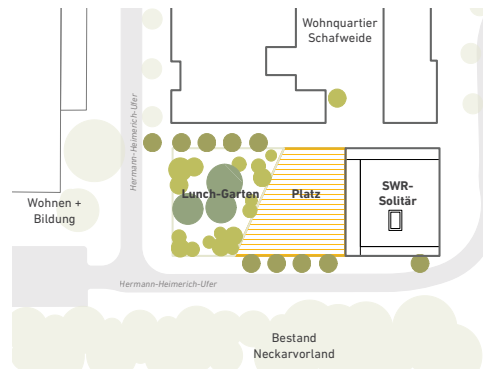 Wohnquartier
Schafweide
Hermann-Heimerich-Ufer
Lunch-Garten
Platz
SWR-
Solitär
Wohnen +
Bildung
Hermann-Heimerich-Ufer
Bestand
Neckarvorland